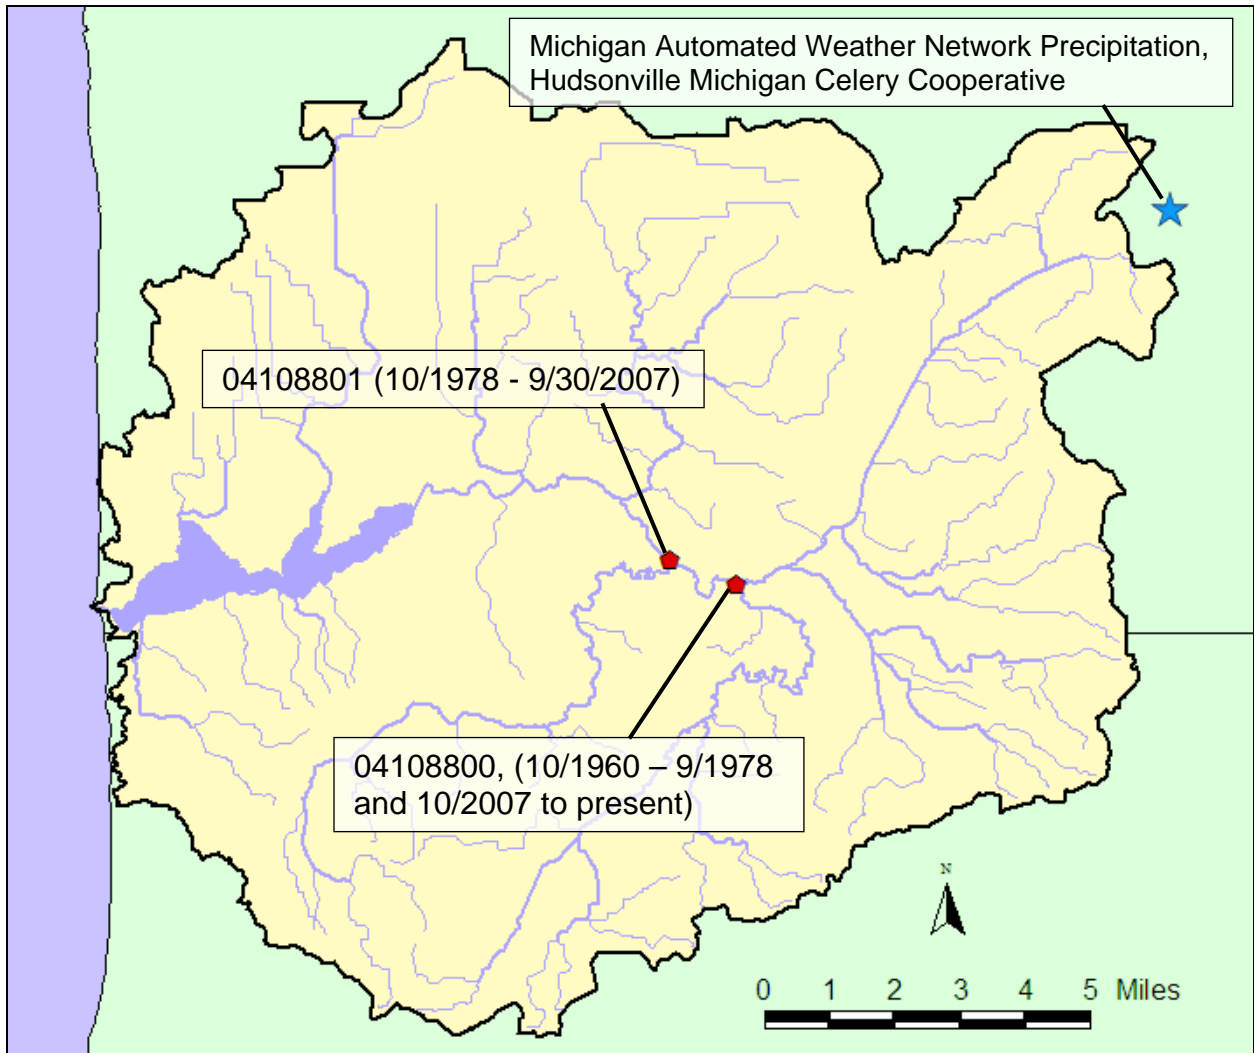 Michigan Automated Weather Network Precipitation,
Hudsonville Michigan Celery Cooperative
04108801 (10/1978 - 9/30/2007)
04108800, (10/1960 – 9/1978
and 10/2007 to present)
N
0 1 2 3 4 5 Miles